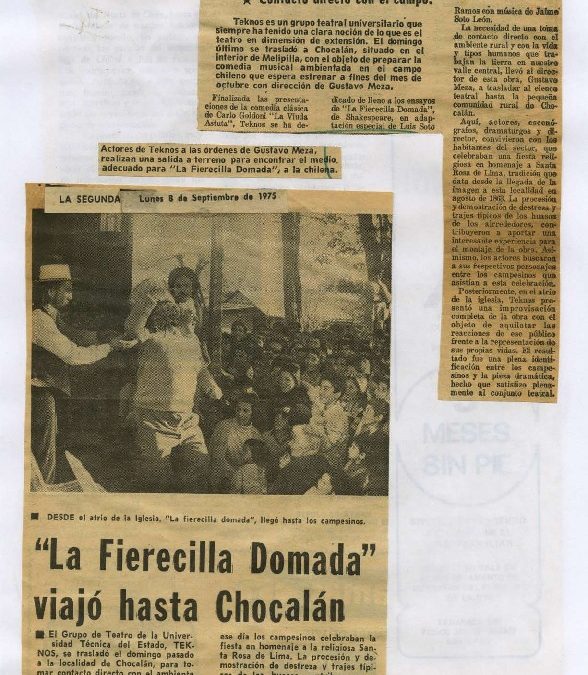 Contacto directo con el campo.
Teknos es un grupo teatral universitario que
siempre ha tenido una clara noción de lo que es el
teatro en dimensión de extensión. El domingo
último se trasladó a Chocalán, situado en el
interior de Melipilla, con el objeto de preparar la
comedia musical ambientada en el campo
chileno que espera estrenar a fines del mes de
octubre con dirección de Gustavo Meza.
Finalizada las presenta-
ciones de la comedia clásica
de Carlo Goldoni "La Viuda
Astuta", Teknos se ha de-
dicado de lleno a los ensayos
de "La Fierecilla Domada",
de Shakespeare, en adap-
tación especia: de Luis Soto
Ramos con música de Jaime
Soto León.
La necesidad de una toma
de contacto directo con el
ambiente rural y con la vida
y tipos humanos que tra-
bajan la tierra en nuestro
valle central, llevó al direc-
tor de esta obra, Gustavo
Meza, a trasladar al elenco
teatral hasta la pequeña
comunidad rural de Cho-
calán.
Aquí, actores, escenó-
grafos, dramaturgos y di-
rector, convivieron con los
habitantes del sector, que
celebraban una fiesta reli-
giosa en homenaje a Santa
Rosa de Lima, tradición que
data desde la llegada de la
imagen a esta localidad en
agosto de 1863. La procesión
y demostración de destreza y
trajes típicos de los huasos
de los alrrededores, con-
tribuyeron a aportar una
interesante experiencia para
el montaje de la obra. Asi-
mismo, los actores buscaron
a sus respectivos personajes
entre los campesinos que
asistían a esta celebración.
Posteriormente, en el atrio
de la iglesia, Teknos pre-
sentó una improvisación
completa de la obra con el
objeto de aquilatar las
reacciones de ese público
frente a la representación de
sus propias vidas. El resul-
tado fue una plena identifi-
cación entre los campe-
sinos y la pieza dramática,
hecho que satisfizo plena-
mente al conjunto teatral.
Actores de Teknos a las órdenes de Gustavo Meza,
realizan una salida a terreno para encontrar el medio
adecuado para "La Fierecilla Domada", a la chilena.
LA SEGUNDA Lunes 8 de Septiembre de 1975
DESDE el atrio de la Iglesia, "La fierecilla domada", llegó hasta los campesinos.
"La Fierecilla Domada"
viajó hasta Chocalán
El Grupo de Teatro de la Univer-
sidad Técnica del Estado, TEK-
NOS, se trasladó el domingo pasado
a la localidad de Chocalán, para to-
mar contacto directo con el ambiente
ese día los campesinos celebraban la
fiesta en homenaje a la religiosa San-
ta Rosa de Lima. La procesión y de-
mostración de destreza y trajes típi-
MESES
SIN PIE